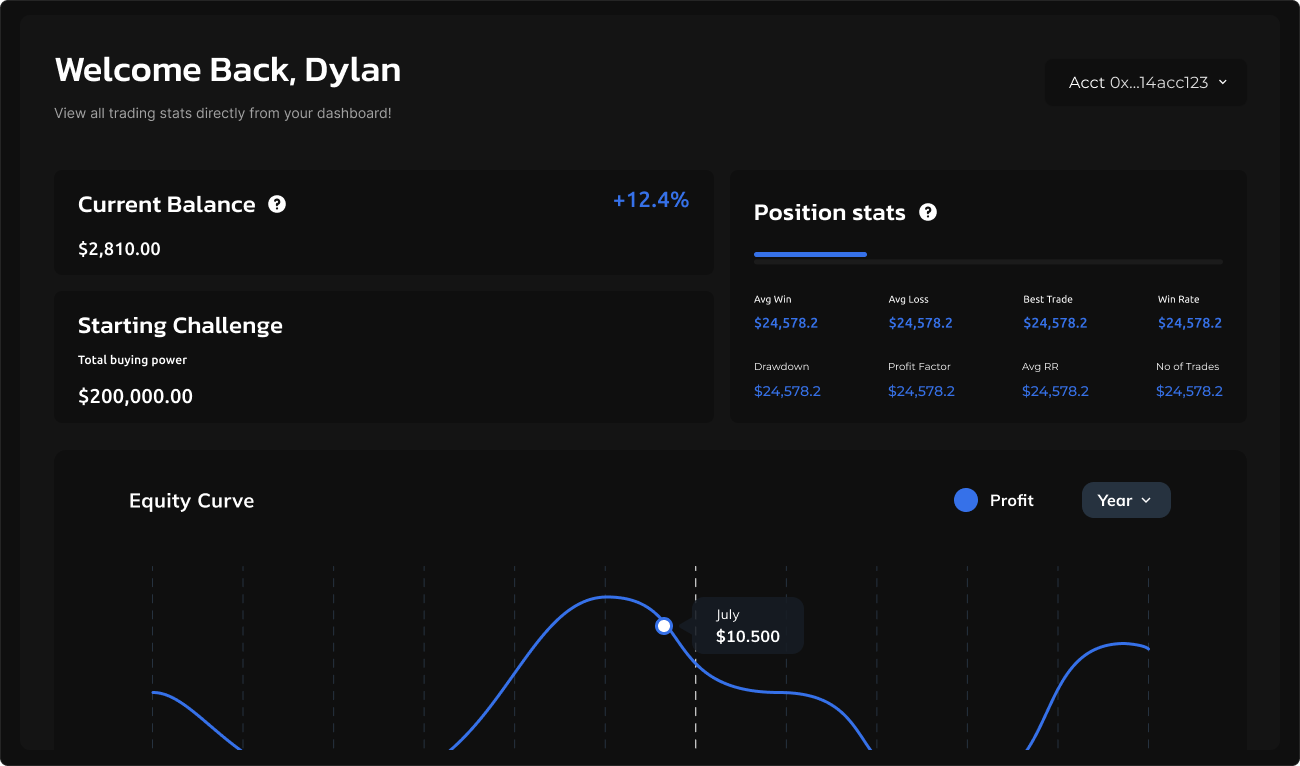 Welcome Back, Dylan
View all trading stats directly from your dashboard!
Acct 0x...14acc123
Current Balance ?
+12.4%
$2,810.00
Starting Challenge
Total buying power
$200,000.00
Position stats ?
Avg Win Avg Loss Best Trade Win Rate
$24,578.2 $24,578.2 $24,578.2 $24,578.2
Drawdown Profit Factor Avg RR No of Trades
$24,578.2 $24,578.2 $24,578.2 $24,578.2
Equity Curve
Profit
Year
July
$10.500